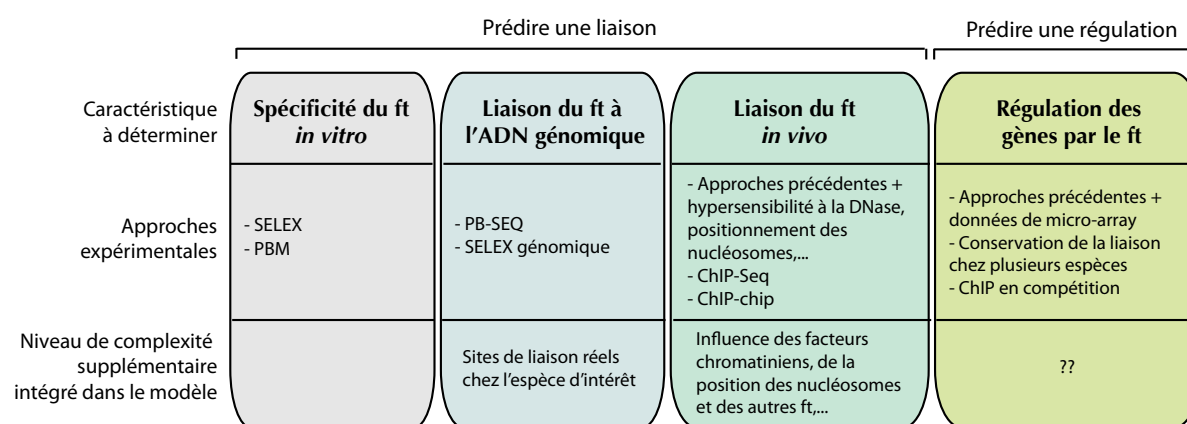 Prédire une liaison
Prédire une régulation
Caractéristique
à déterminer
Spécificité du ft
in vitro
Liaison du ft à
l'ADN génomique
Liaison du ft
in vivo
Régulation des
gènes par le ft
Approches
expérimentales
- SELEX
- PBM
- PB-SEQ
- SELEX génomique
- Approches précédentes +
hypersensibilité à la DNase,
positionnement des
nucléosomes,...
- ChIP-Seq
- ChIP-chip
- Approches précédentes +
données de micro-array
- Conservation de la liaison
chez plusieurs espèces
- ChIP en compétition
Niveau de complexité
supplémentaire
intégré dans le modèle
Sites de liaison réels
chez l'espèce d'intérêt
Influence des facteurs
chromatiniens, de la
position des nucléosomes
et des autres ft,...
??